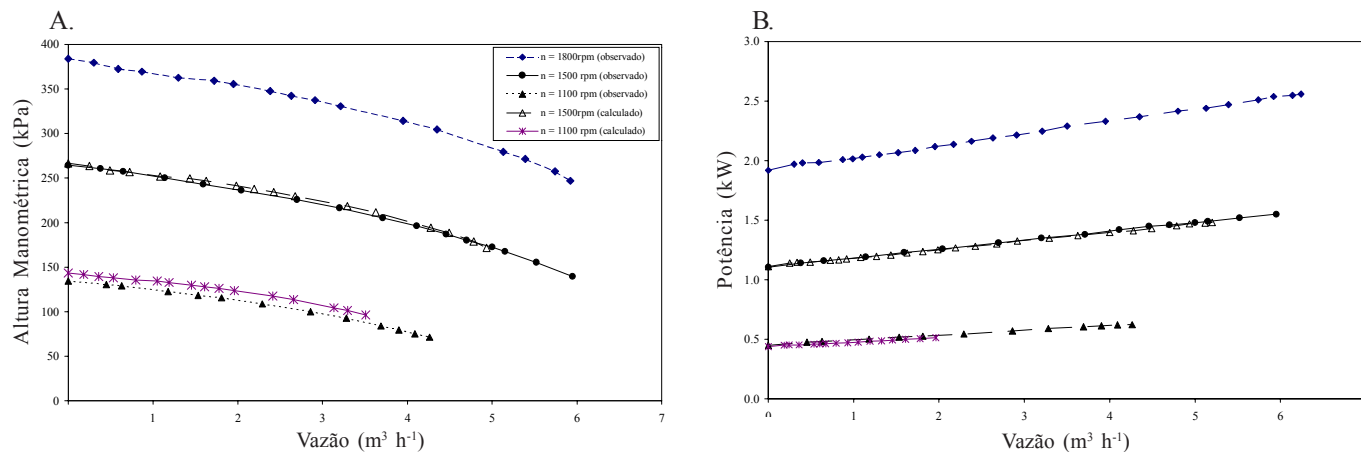 A.
Altura Manométrica (kPa)
400
350
300
250
200
150
100
50
0
n = 1800rpm (observado)
n = 1500 rpm (observado)
n = 1100 rpm (observado)
n = 1500rpm (calculado)
n = 1100 rpm (calculado)
1 2 3 4 5 6 7
Vazão (m³ h⁻¹)
B.
Potência (kW)
3.0
2.5
2.0
1.5
1.0
0.5
0.0
0 1 2 3 4 5 6
Vazão (m³ h⁻¹)